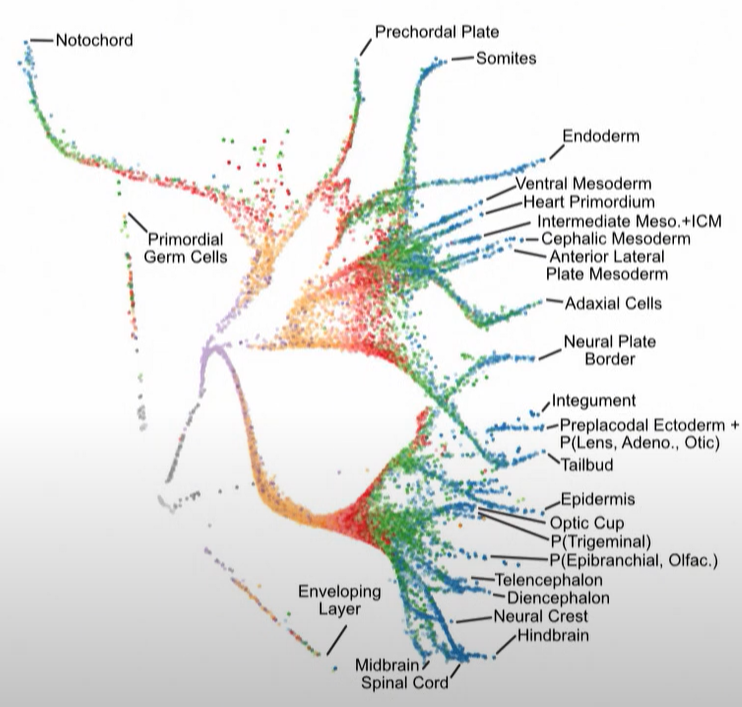 Prechordal Plate
Notochord
Somites
Endoderm
Ventral Mesoderm
Heart Primordium
Intermediate Meso.+ICM
Cephalic Mesoderm
Anterior Lateral
Plate Mesoderm
Primordial
Germ Cells
Adaxial Cells
Neural Plate
Border
Integument
Preplacodal Ectoderm +
P(Lens, Adeno., Otic)
Tailbud
Epidermis
Optic Cup
P(Trigeminal)
P(Epibranchial, Olfac.)
Telencephalon
Diencephalon
Enveloping
Layer
Neural Crest
Hindbrain
Midbrain
Spinal Cord